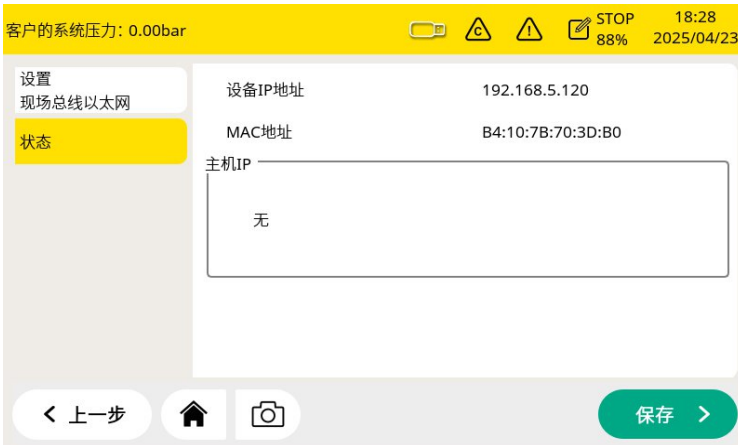 客户的系统压力: 0.00bar
C
!
STOP
88%
18:28
2025/04/23
设置
现场总线以太网
状态
设备IP地址 192.168.5.120
MAC地址 B4:10:7B:70:3D:B0
主机IP
无
上一步
保存